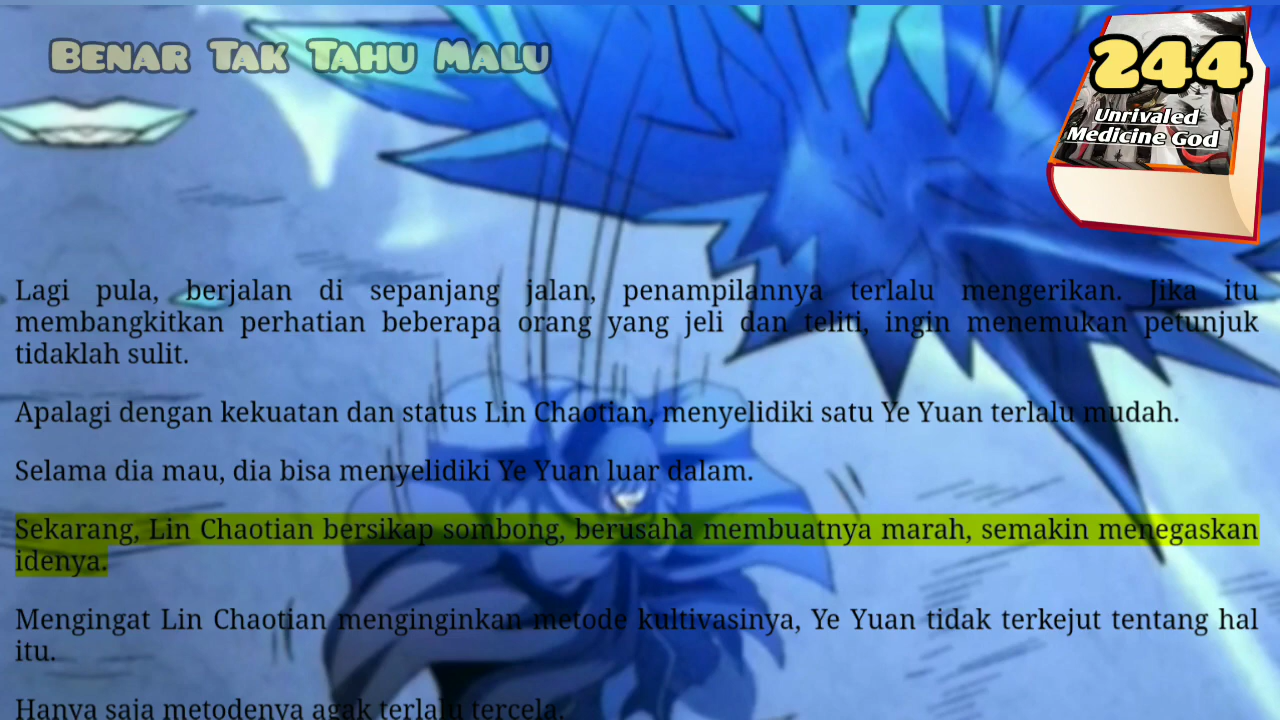 Benar Tak Tahu Malu
244
Unrivaled
Medicine God
Lagi pula, berjalan di sepanjang jalan, penampilannya terlalu mengerikan. Jika itu
membangkitkan perhatian beberapa orang yang jeli dan teliti, ingin menemukan petunjuk
tidaklah sulit.
Apalagi dengan kekuatan dan status Lin Chaotian, menyelidiki satu Ye Yuan terlalu mudah.
Selama dia mau, dia bisa menyelidiki Ye Yuan luar dalam.
Sekarang, Lin Chaotian bersikap sombong, berusaha membuatnya marah, semakin menegaskan
idenya.
Mengingat Lin Chaotian menginginkan metode kultivasinya, Ye Yuan tidak terkejut tentang hal
itu.
Hanya saja metodenya agak terlalu tercela.